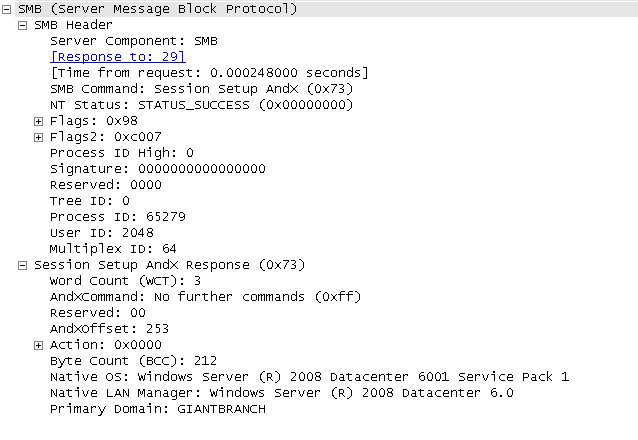 SMB (Server Message Block Protocol)
SMB Header
Server Component: SMB
[Response to: 29]
[Time from request: 0.000248000 seconds]
SMB Command: Session Setup AndX (0x73)
NT Status: STATUS_SUCCESS (0x00000000)
Flags: 0x98
Flags2: 0xc007
Process ID High: 0
Signature: 0000000000000000
Reserved: 0000
Tree ID: 0
Process ID: 65279
User ID: 2048
Multiplex ID: 64
Session Setup AndX Response (0x73)
Word Count (WCT): 3
AndXCommand: No further commands (0xff)
Reserved: 00
AndXOffset: 253
Action: 0x0000
Byte Count (BCC): 212
Native OS: Windows Server (R) 2008 Datacenter 6001 Service Pack 1
Native LAN Manager: Windows Server (R) 2008 Datacenter 6.0
Primary Domain: GIANTBRANCH